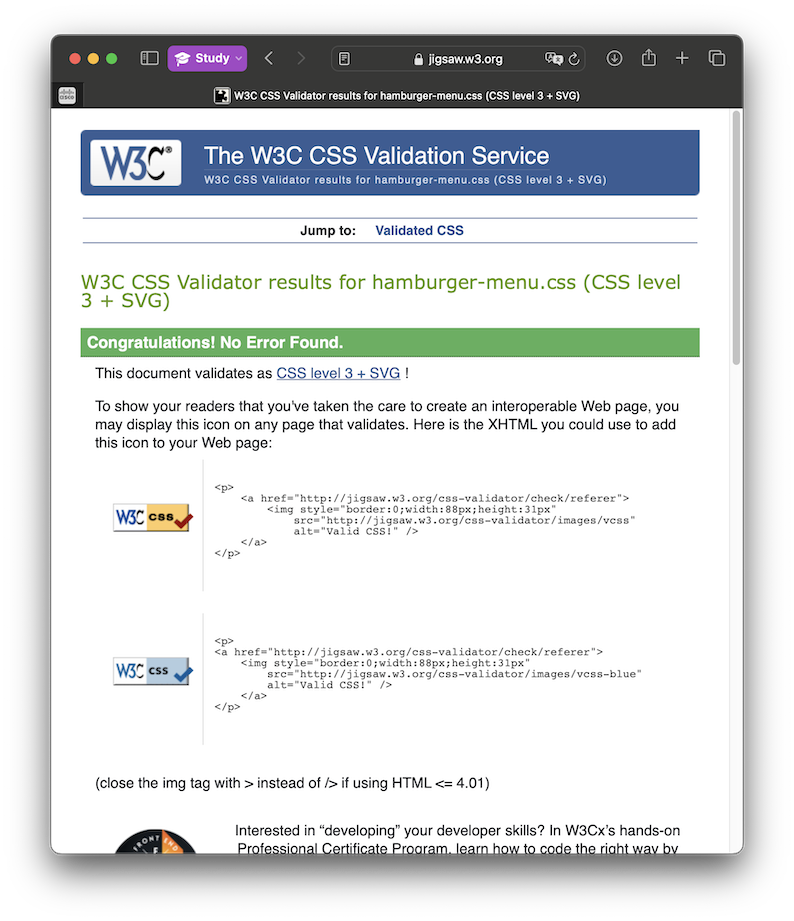 Study
jigsaw.w3.org
CISCO
W3C CSS Validator results for hamburger-menu.css (CSS level 3 + SVG)
W3C®
The W3C CSS Validation Service
W3C CSS Validator results for hamburger-menu.css (CSS level 3 + SVG)
Jump to: Validated CSS
W3C CSS Validator results for hamburger-menu.css (CSS level
3 + SVG)
Congratulations! No Error Found.
This document validates as CSS level 3 + SVG !
To show your readers that you've taken the care to create an interoperable Web page, you
may display this icon on any page that validates. Here is the XHTML you could use to add
this icon to your Web page:
W3C css
<p>
    <a href="http://jigsaw.w3.org/css-validator/check/referer">
        <img style="border:0;width:88px;height:31px"
            src="http://jigsaw.w3.org/css-validator/images/vcss"
            alt="Valid CSS!" />
    </a>
</p>
W3C css
<p>
<a href="http://jigsaw.w3.org/css-validator/check/referer">
    <img style="border:0;width:88px;height:31px"
        src="http://jigsaw.w3.org/css-validator/images/vcss-blue"
        alt="Valid CSS!" />
    </a>
</p>
(close the img tag with > instead of /> if using HTML <= 4.01)
FRONT END
Interested in “developing” your developer skills? In W3Cx’s hands-on
Professional Certificate Program, learn how to code the right way by